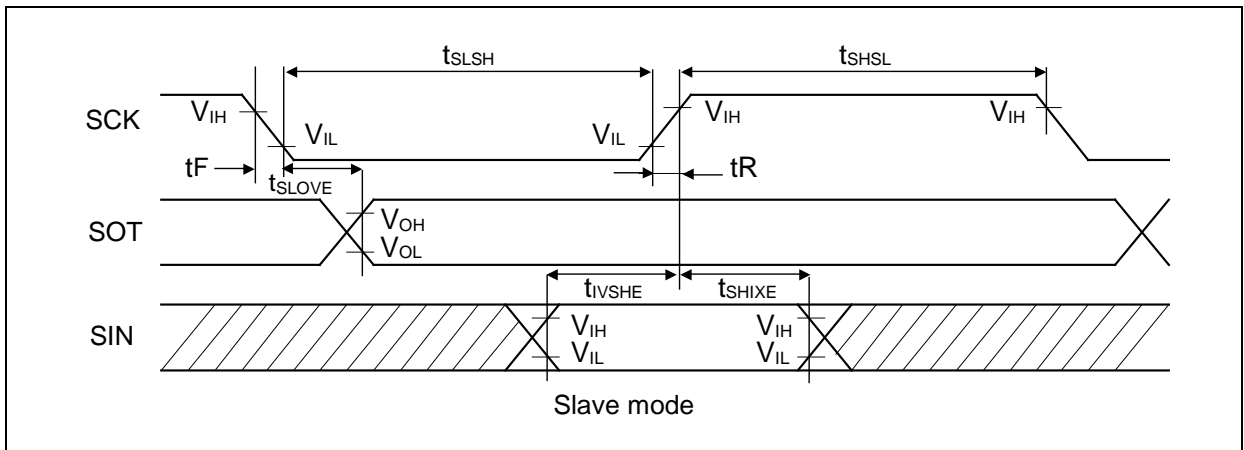 tSLSH tSHSL
SCK VIH VIL VIL VIH VIH
tF tSLOVE tR
SOT VOH VOL
tIVSHE tSHIXE
SIN VIH VIL VIH VIL
Slave mode